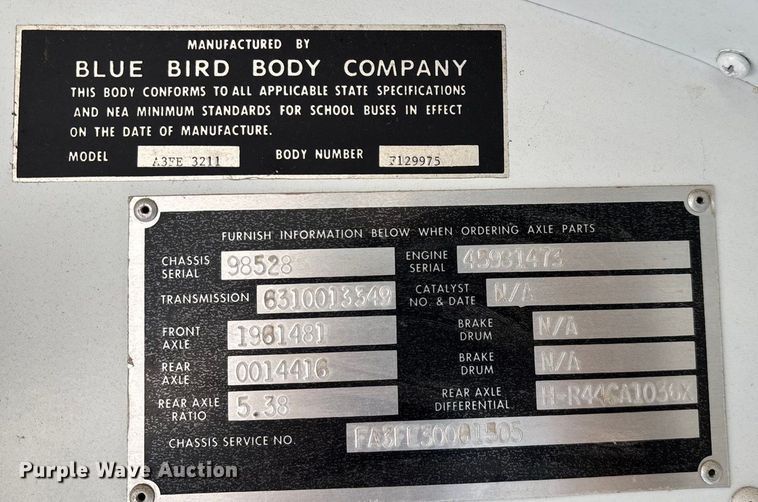 MANUFACTURED BY
BLUE BIRD BODY COMPANY
THIS BODY CONFORMS TO ALL APPLICABLE STATE SPECIFICATIONS
AND NEA MINIMUM STANDARDS FOR SCHOOL BUSES IN EFFECT
ON THE DATE OF MANUFACTURE.
MODEL A3FE 3211 BODY NUMBER F129975
FURNISH INFORMATION BELOW WHEN ORDERING AXLE PARTS
CHASSIS SERIAL 98528 ENGINE SERIAL 45931473
TRANSMISSION 6310013349 CATALYST NO. & DATE N/A
FRONT AXLE 1961481 BRAKE DRUM N/A
REAR AXLE 0014416 BRAKE DRUM N/A
REAR AXLE RATIO 5.38 REAR AXLE DIFFERENTIAL
CHASSIS SERVICE NO.
Purple Wave Auction